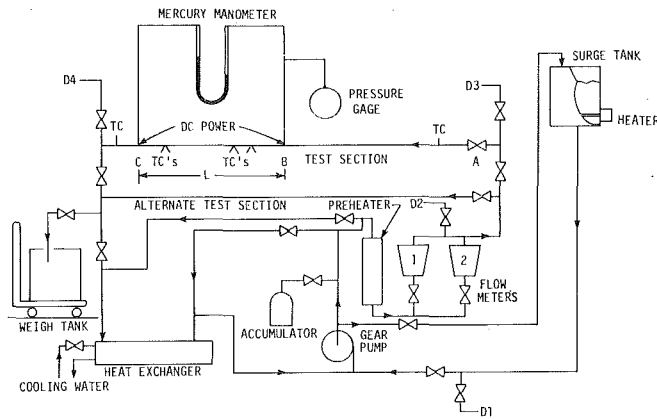 MERCURY MANOMETER
SURGE TANK
D4
D3
PRESSURE
GAGE
HEATER
TC
DC POWER
TC
C
TC's
TC's
B
TEST SECTION
A
L
PREHEATER
ALTERNATE TEST SECTION
D2
1
2
FLOW
METERS
ACCUMULATOR
GEAR
PUMP
WEIGH TANK
COOLING WATER
HEAT EXCHANGER
D1